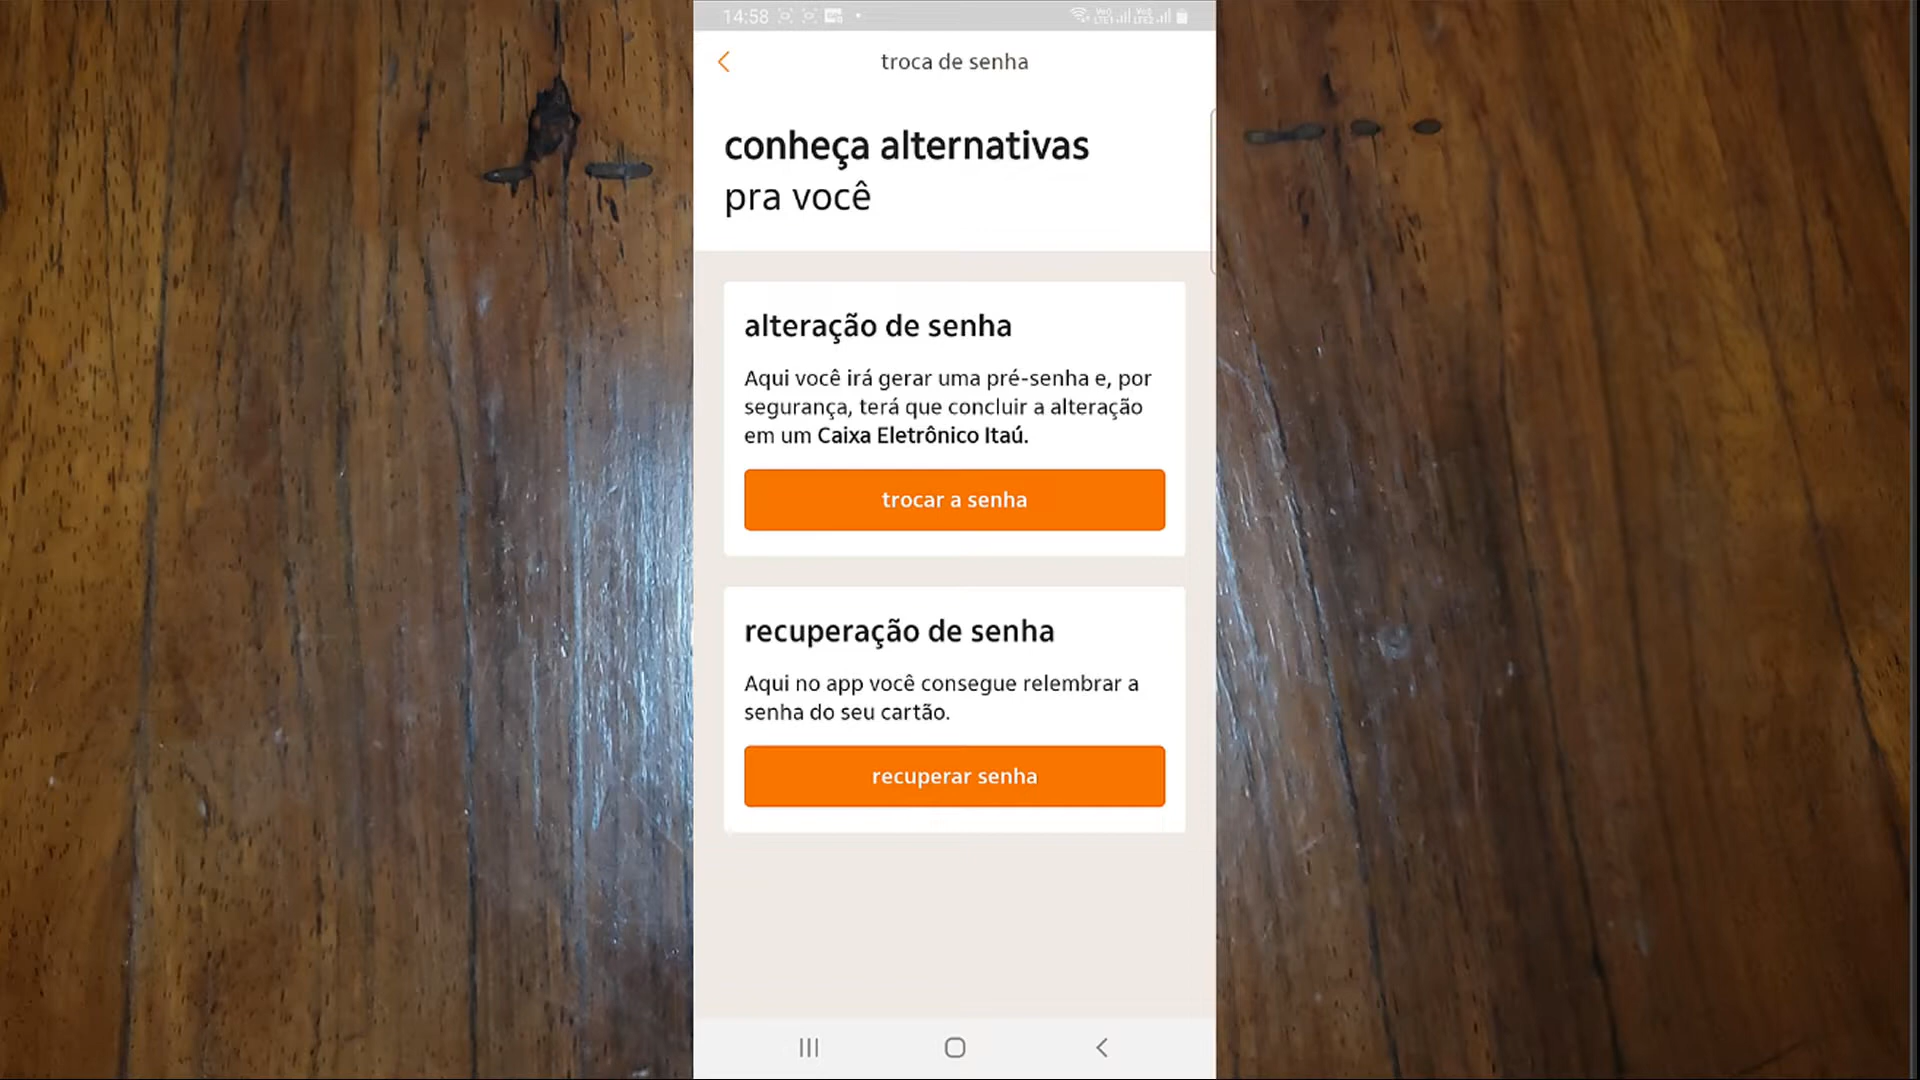 14:58
troca de senha
conheça alternativas
pra você
alteração de senha
Aqui você irá gerar uma pré-senha e, por
segurança, terá que concluir a alteração
em um Caixa Eletrônico Itaú.
trocar a senha
recuperação de senha
Aqui no app você consegue relembrar a
senha do seu cartão.
recuperar senha